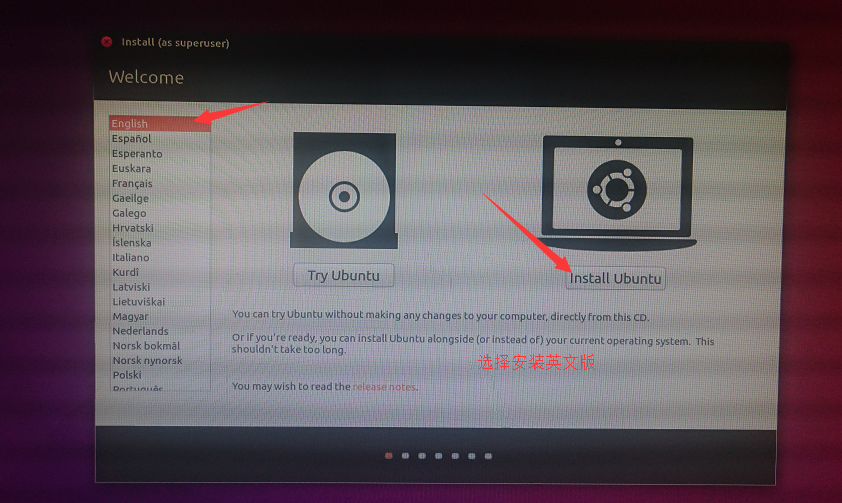 Install (as superuser)
Welcome
English
Español
Esperanto
Euskara
Français
Gaeilge
Galego
Hrvatski
Íslenska
Italiano
Kurdî
Latviski
Lietuviškai
Magyar
Nederlands
Norsk bokmål
Norsk nynorsk
Polski
Português
Try Ubuntu
Install Ubuntu
You can try Ubuntu without making any changes to your computer, directly from this CD.
Or if you're ready, you can install Ubuntu alongside (or instead of) your current operating system. This
shouldn't take too long.
选择安装英文版
You may wish to read the release notes.